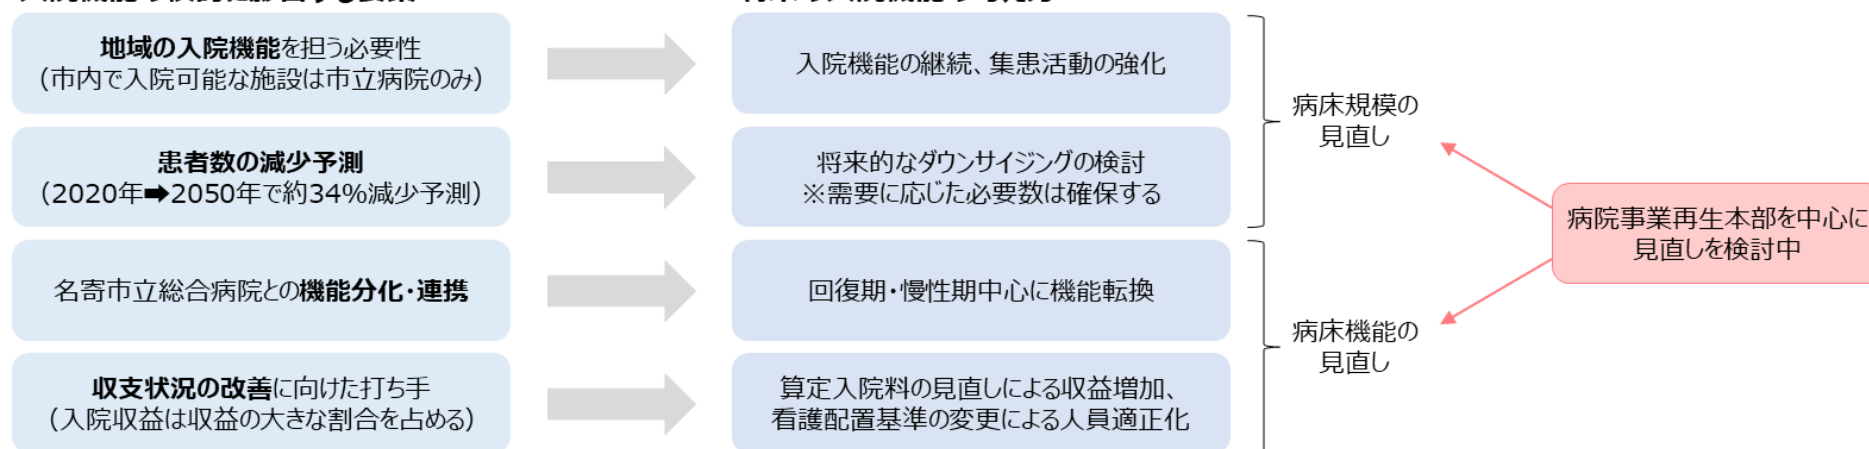 地域の入院機能を担う必要性
(市内で入院可能な施設は市立病院のみ)
入院機能の継続、集患活動の強化
患者数の減少予測
(2020年➡2050年で約34%減少予測)
将来的なダウンサイジングの検討
※需要に応じた必要数は確保する
病床規模の
見直し
名寄市立総合病院との機能分化・連携
回復期・慢性期中心に機能転換
収支状況の改善に向けた打ち手
(入院収益は収益の大きな割合を占める)
算定入院料の見直しによる収益増加、
看護配置基準の変更による人員適正化
病床機能の
見直し
病院事業再生本部を中心に
見直しを検討中